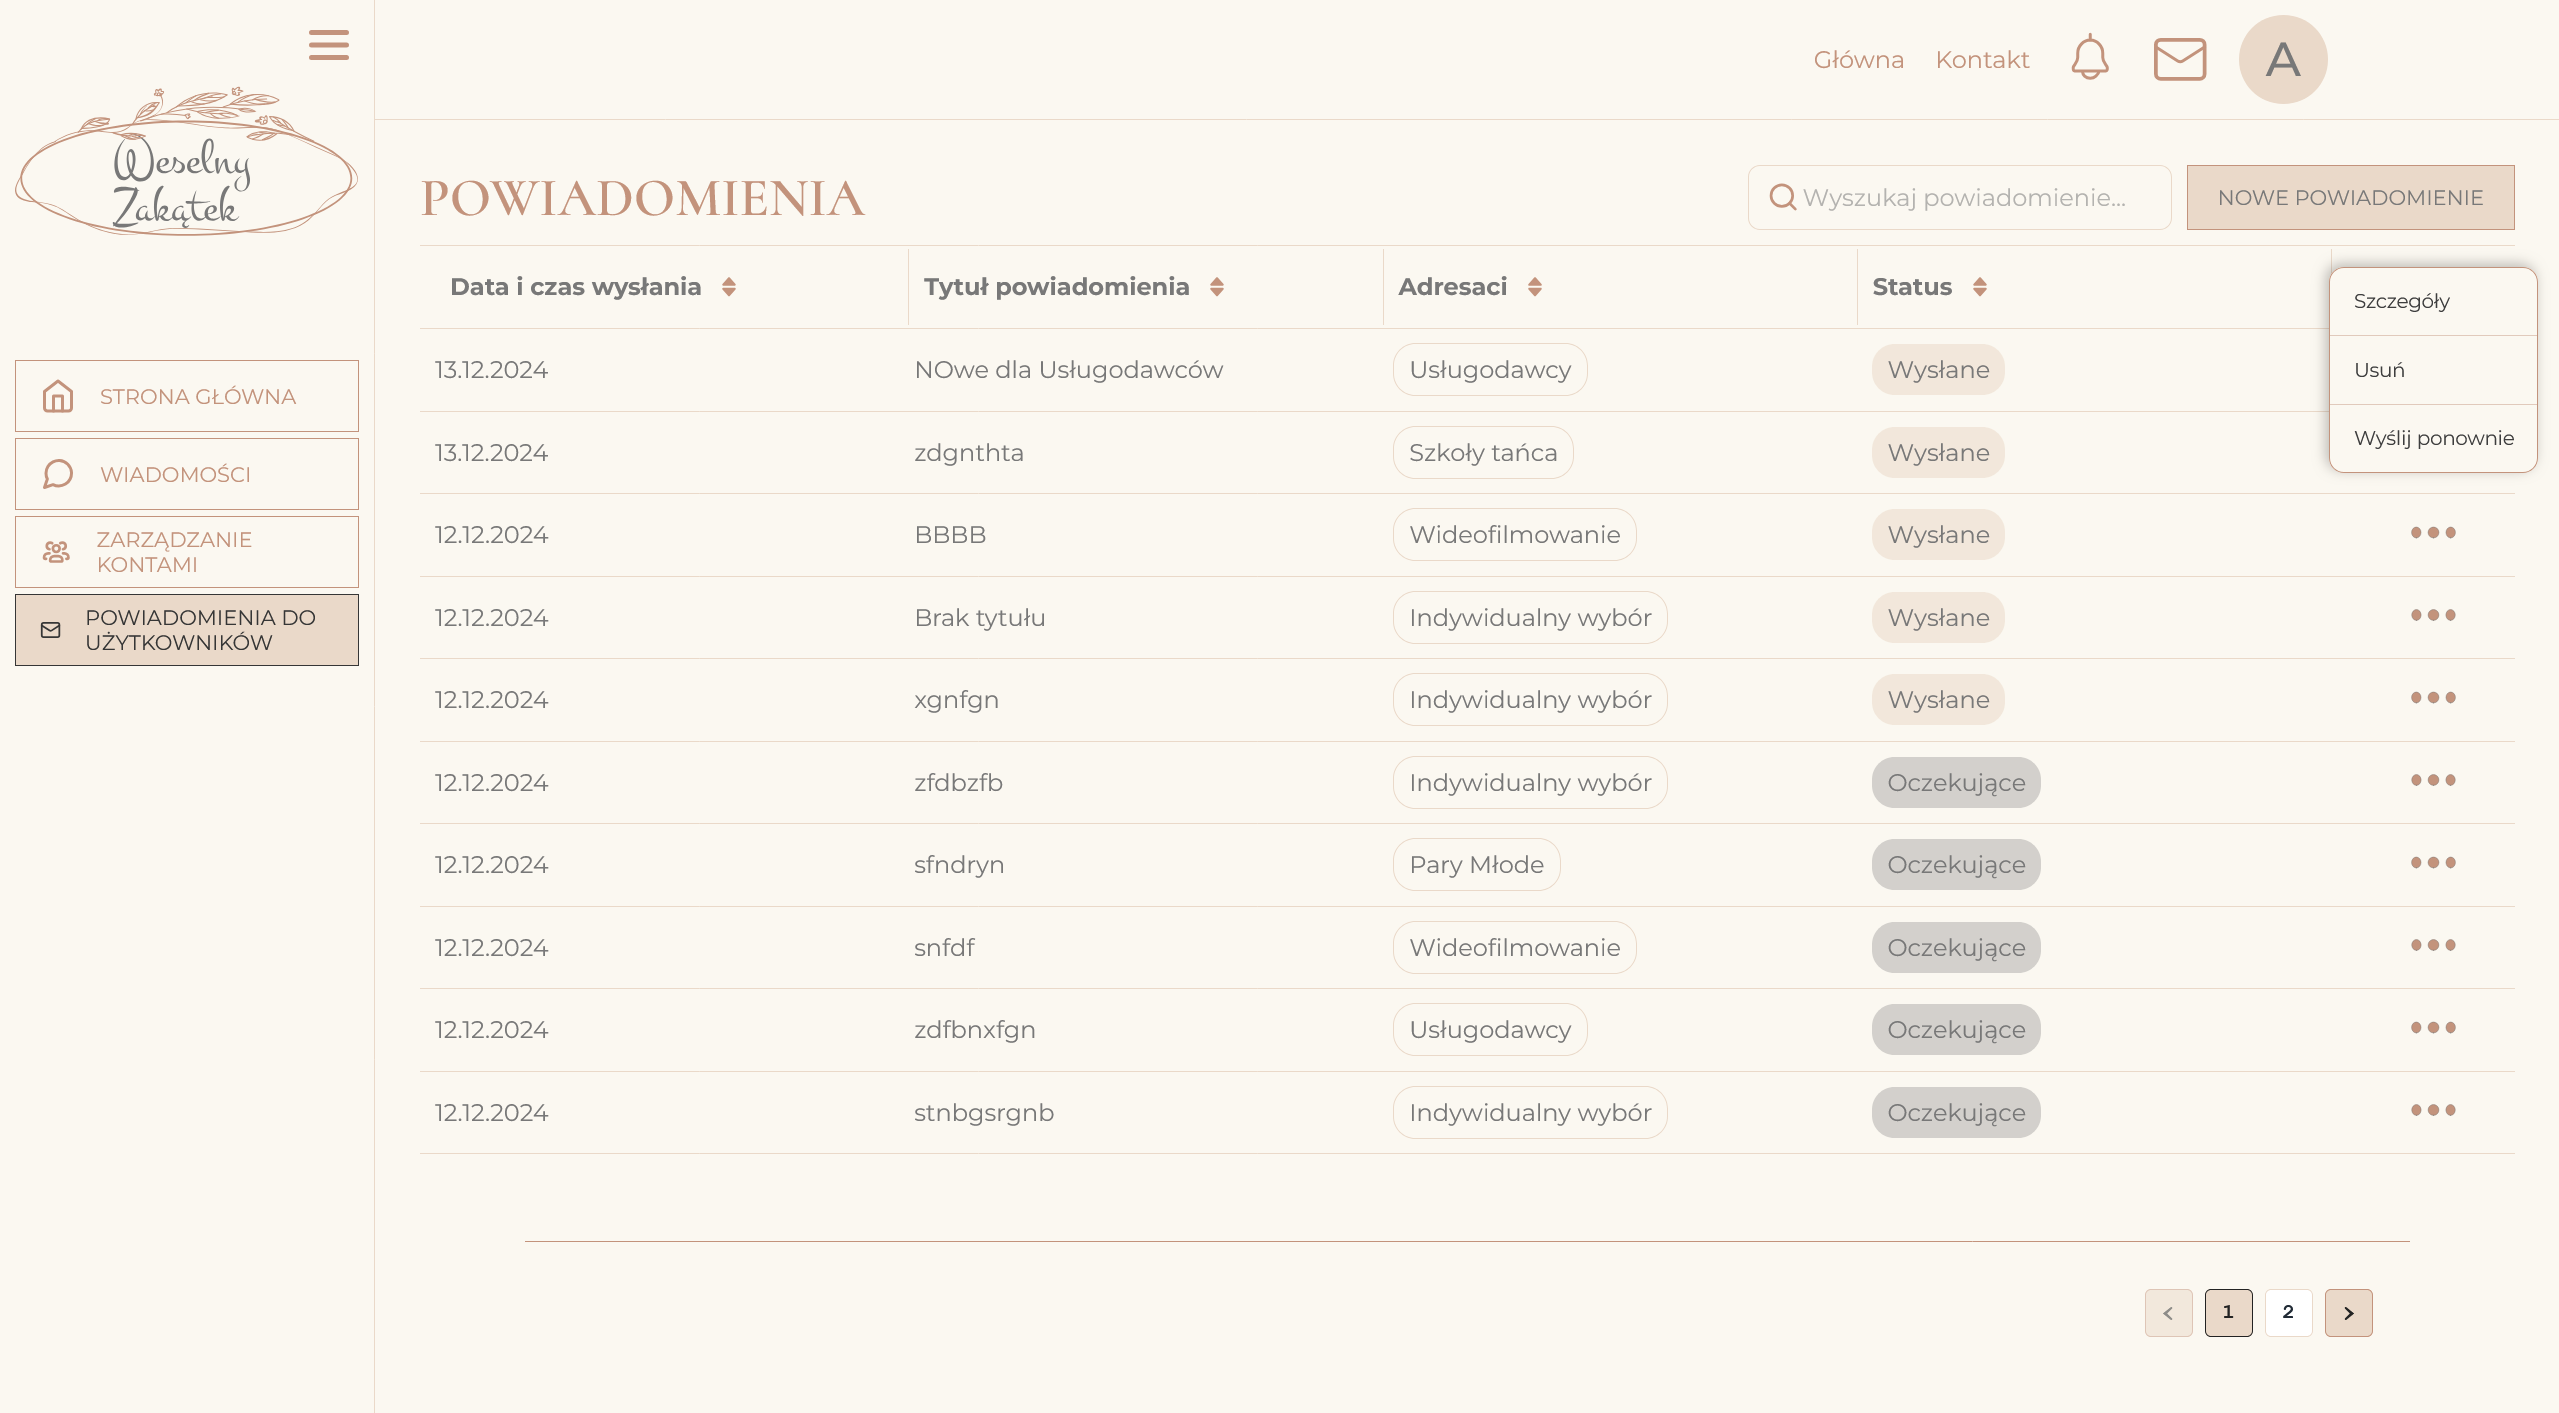 Weselny
Zakątek
STRONA GŁÓWNA
WIADOMOŚCI
ZARZĄDZANIE
KONTAMI
POWIADOMIENIA DO
UŻYTKOWNIKÓW
Główna Kontakt A
POWIADOMIENIA
Wyszukaj powiadomienie...
NOWE POWIADOMIENIE
Data i czas wysłania Tytuł powiadomienia Adresaci Status
13.12.2024 NOwe dla Usługodawców Usługodawcy Wysłane
13.12.2024 zdgnthta Szkoły tańca Wysłane
12.12.2024 BBBB Wideofilmowanie Wysłane
12.12.2024 Brak tytułu Indywidualny wybór Wysłane
12.12.2024 xgnfgn Indywidualny wybór Wysłane
12.12.2024 zfdbzfb Indywidualny wybór Oczekujące
12.12.2024 sfndryn Pary Młode Oczekujące
12.12.2024 snfdf Wideofilmowanie Oczekujące
12.12.2024 zdfbnxfgn Usługodawcy Oczekujące
12.12.2024 stnbgsrgnb Indywidualny wybór Oczekujące
Szczegóły
Usuń
Wyślij ponownie
< 1 2 >